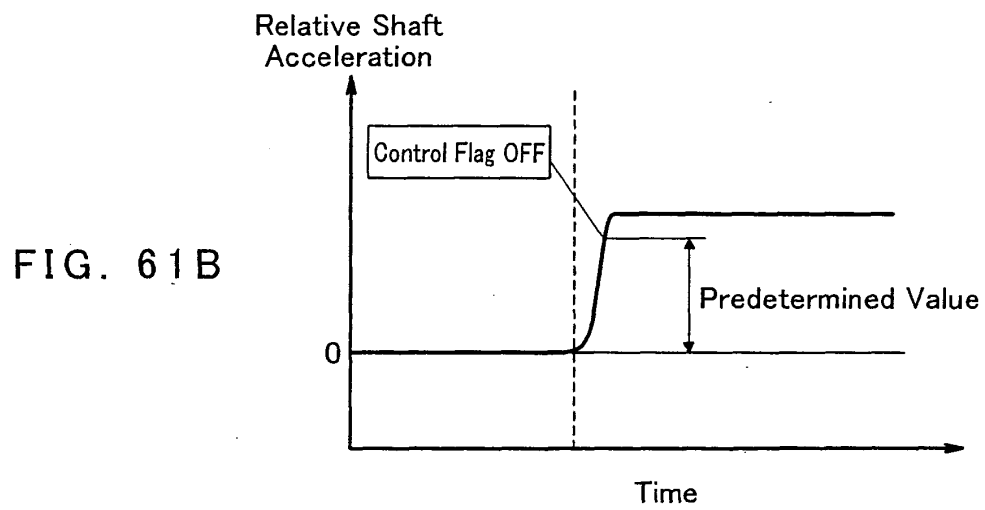 Relative Shaft
Acceleration
Control Flag OFF
FIG. 61B
Predetermined Value
0
Time